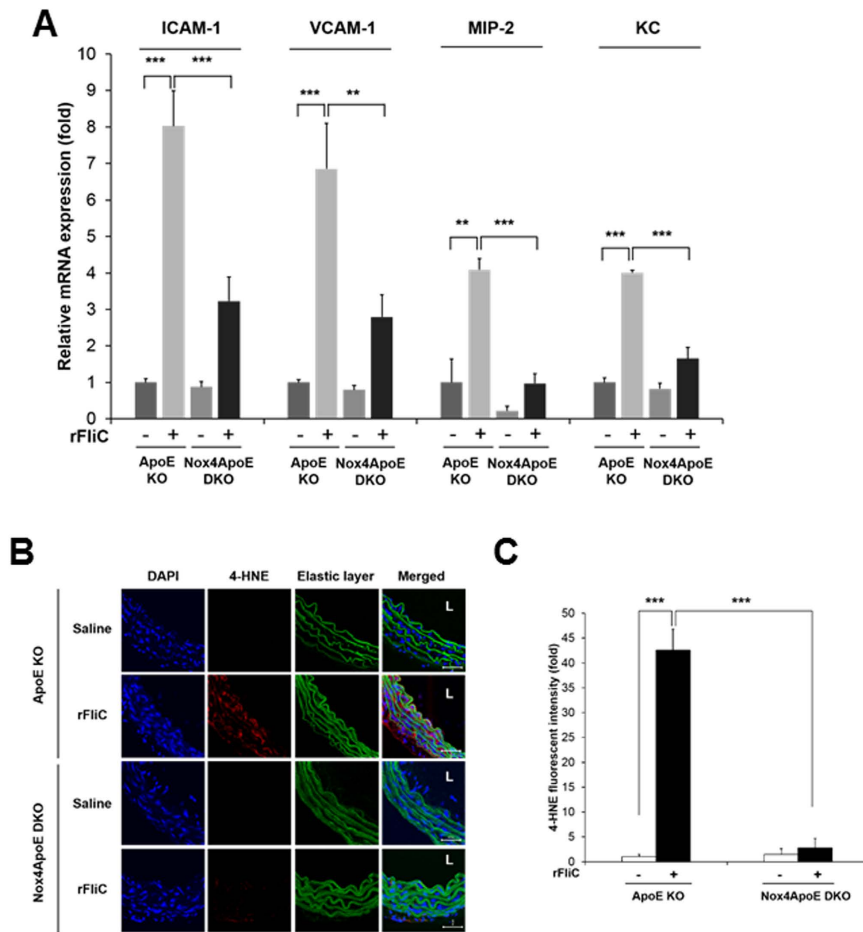 A
ICAM-1 VCAM-1 MIP-2 KC
Relative mRNA expression (fold)
10
9
8
7
6
5
4
3
2
1
0
*** *** *** ** ** *** *** ***
rFliC - + - + - + - + - + - + - + - +
ApoE KO Nox4ApoE DKO ApoE KO Nox4ApoE DKO ApoE KO Nox4ApoE DKO ApoE KO Nox4ApoE DKO
B
DAPI 4-HNE Elastic layer Merged
ApoE KO
Saline L
rFliC L
Nox4ApoE DKO
Saline L
rFliC L
C
4-HNE fluorescent intensity (fold)
50
45
40
35
30
25
20
15
10
5
0
*** ***
rFliC - + - +
ApoE KO Nox4ApoE DKO